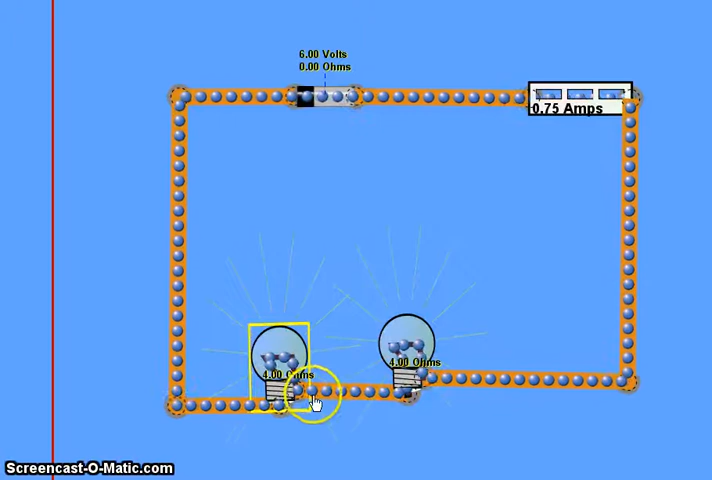 6.00 Volts
0.00 Ohms
0.75 Amps
4.00 Ohms
4.00 Ohms
Screencast-O-Matic.com